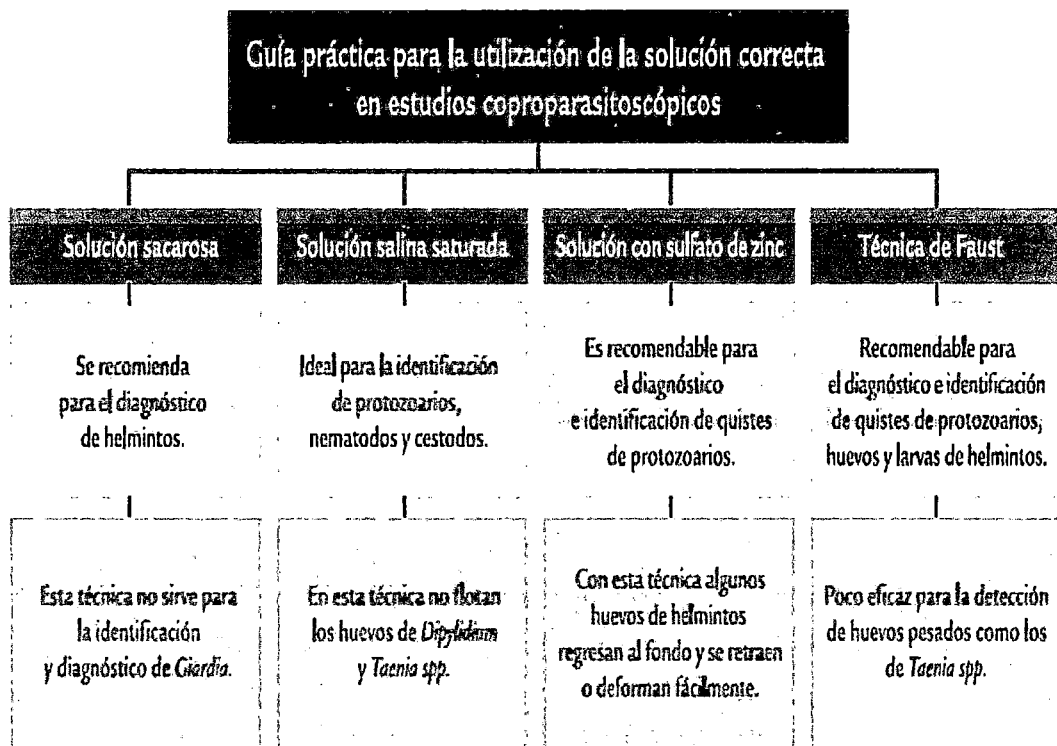 Guía práctica para la utilización de la solución correcta
en estudios coproparasitoscópicos
Solución sacarosa
Se recomienda
para el diagnóstico
de helmintos.
Esta técnica no sirve para
la identificación
y diagnóstico de Giardia.
Solución salina saturada
Ideal para la identificación
de protozoarios,
nematodos y cestodos.
En esta técnica no flotan
los huevos de Dipylidium
y Taenia spp.
Solución con sulfato de zinc
Es recomendable para
el diagnóstico
e identificación de quistes
de protozoarios.
Con esta técnica algunos
huevos de helmintos
regresan al fondo y se retraen
o deforman fácilmente.
Técnica de Faust
Recomendable para
el diagnóstico e identificación
de quistes de protozoarios,
huevos y larvas de helmintos.
Poco eficaz para la detección
de huevos pesados como los
de Taenia spp.